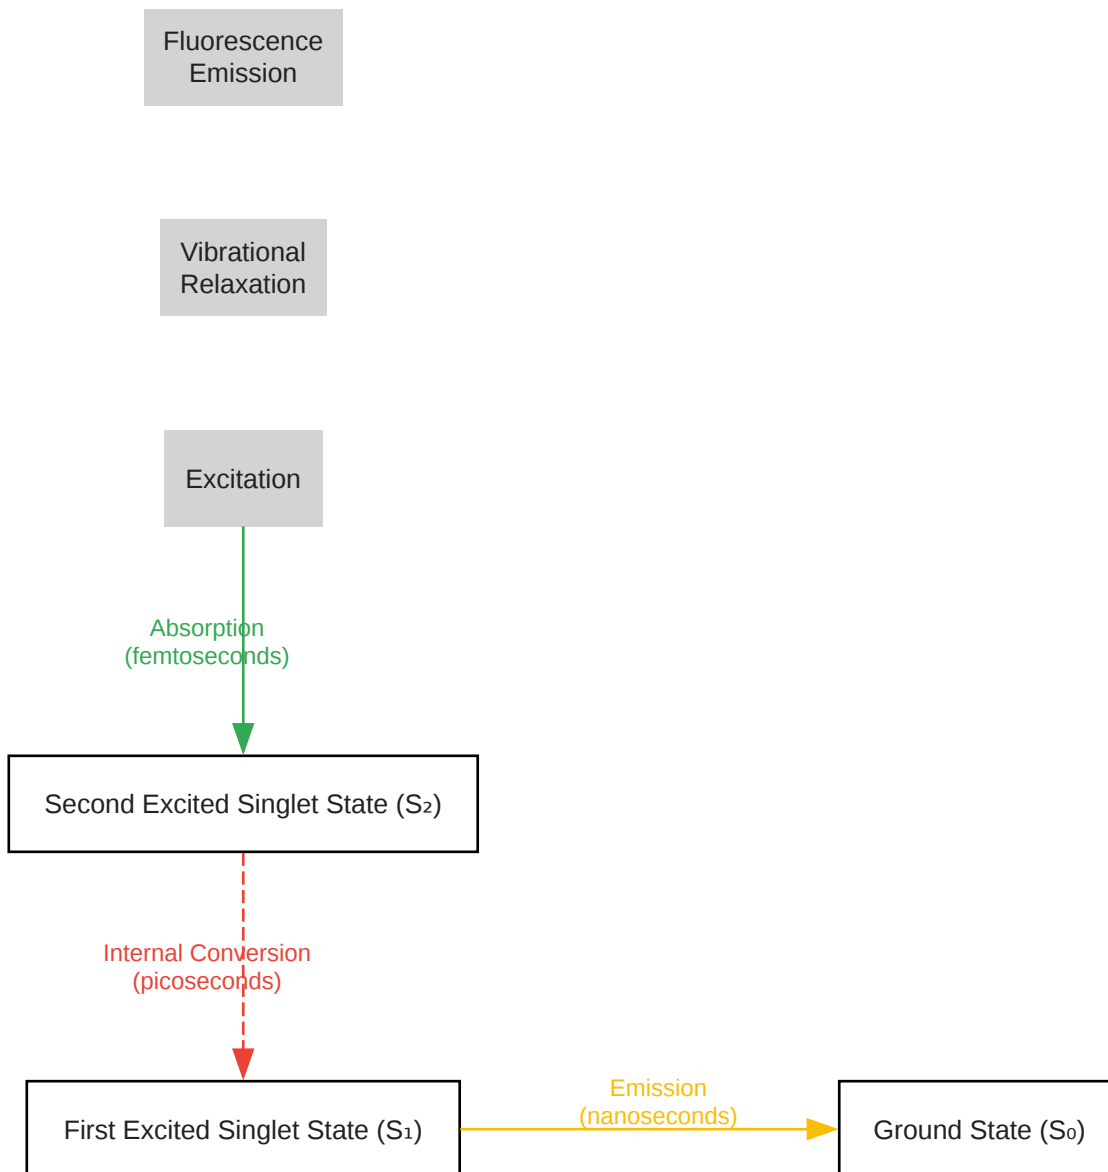 Fluorescence
Emission
Vibrational
Relaxation
Excitation
Absorption
(femtoseconds)
Second Excited Singlet State (S₂)
Internal Conversion
(picoseconds)
First Excited Singlet State (S₁)
Emission
(nanoseconds)
Ground State (S₀)